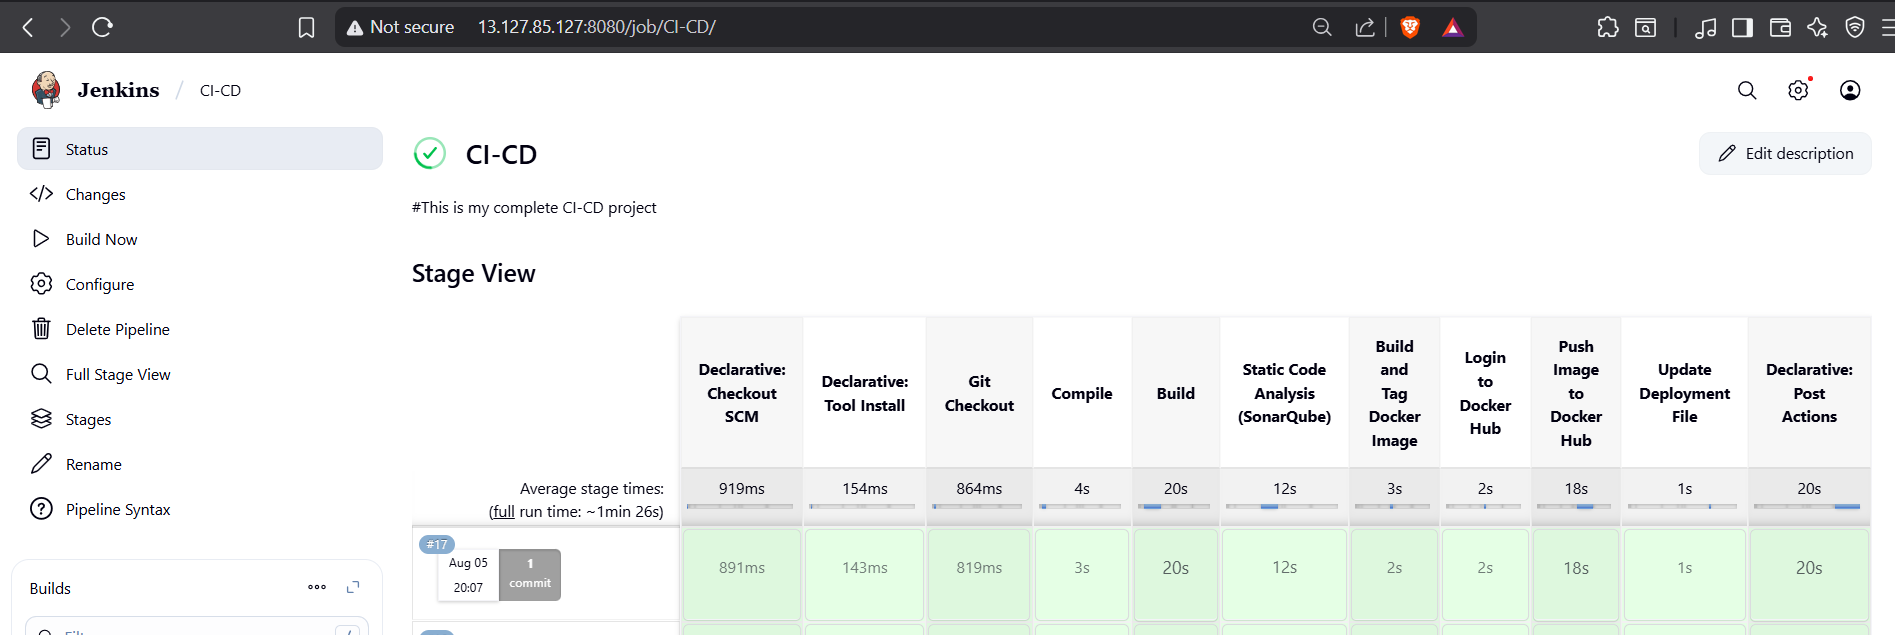 Not secure 13.127.85.127:8080/job/CI-CD/
Jenkins / CI-CD
Status
Changes
Build Now
Configure
Delete Pipeline
Full Stage View
Stages
Rename
Pipeline Syntax
Builds
CI-CD
Edit description
#This is my complete CI-CD project
Stage View
Declarative:
Checkout
SCM
Declarative:
Tool Install
Git
Checkout
Compile
Build
Static Code
Analysis
(SonarQube)
Build
and
Tag
Docker
Image
Login
to
Docker
Hub
Push
Image
to
Docker
Hub
Update
Deployment
File
Declarative:
Post
Actions
Average stage times: 919ms 154ms 864ms 4s 20s 12s 3s 2s 18s 1s 20s
(full run time: ~1min 26s)
#17
Aug 05
20:07
1
commit
891ms 143ms 819ms 3s 20s 12s 2s 2s 18s 1s 20s